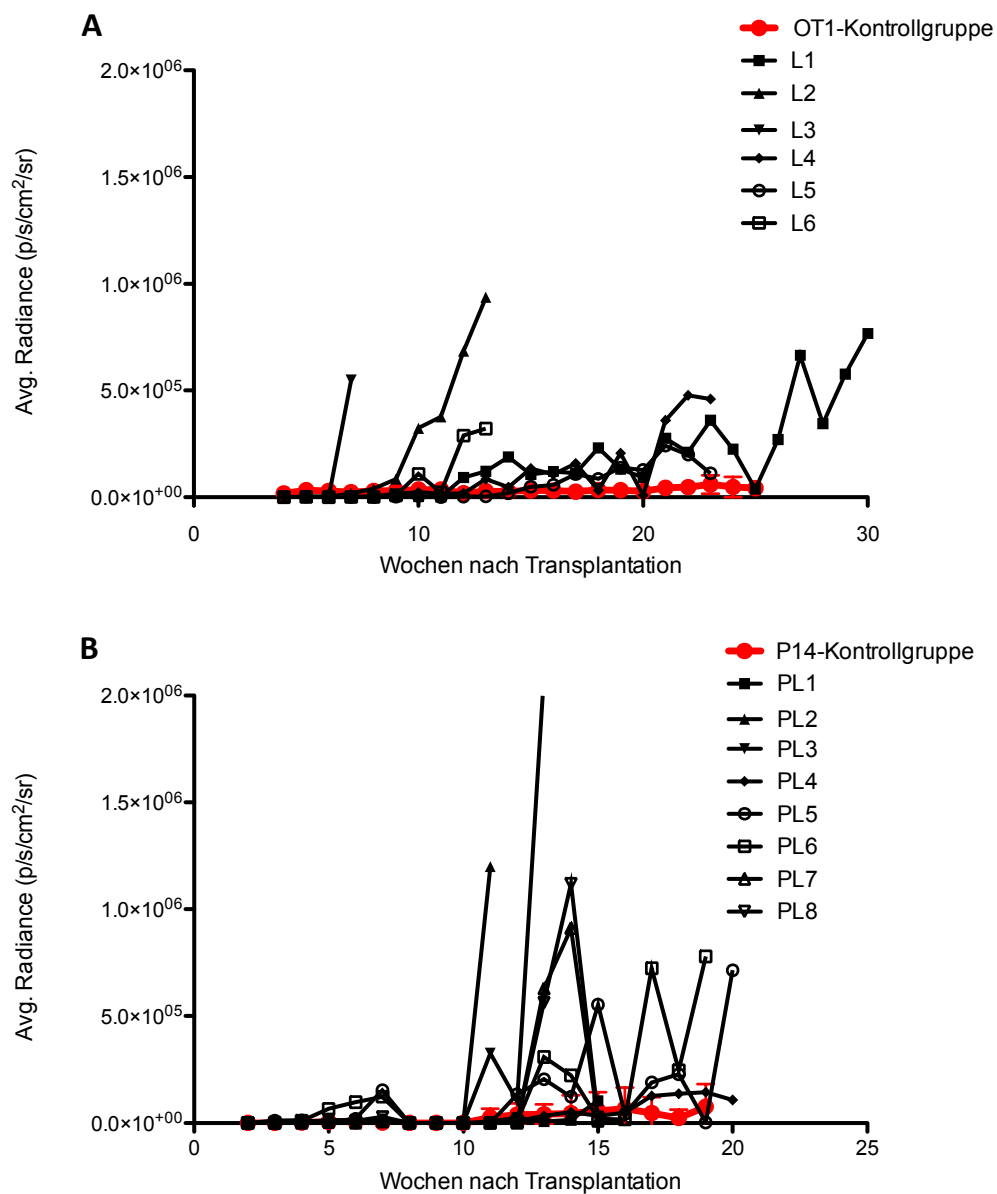 A
OT1-Kontrollgruppe
L1
L2
L3
L4
L5
L6
2.0×10⁰⁶
1.5×10⁰⁶
1.0×10⁰⁶
5.0×10⁰⁵
0.0×10⁺⁰⁰
Avg. Radiance (p/s/cm²/sr)
0 10 20 30
Wochen nach Transplantation
B
P14-Kontrollgruppe
PL1
PL2
PL3
PL4
PL5
PL6
PL7
PL8
2.0×10⁰⁶
1.5×10⁰⁶
1.0×10⁰⁶
5.0×10⁰⁵
0.0×10⁺⁰⁰
Avg. Radiance (p/s/cm²/sr)
0 5 10 15 20 25
Wochen nach Transplantation